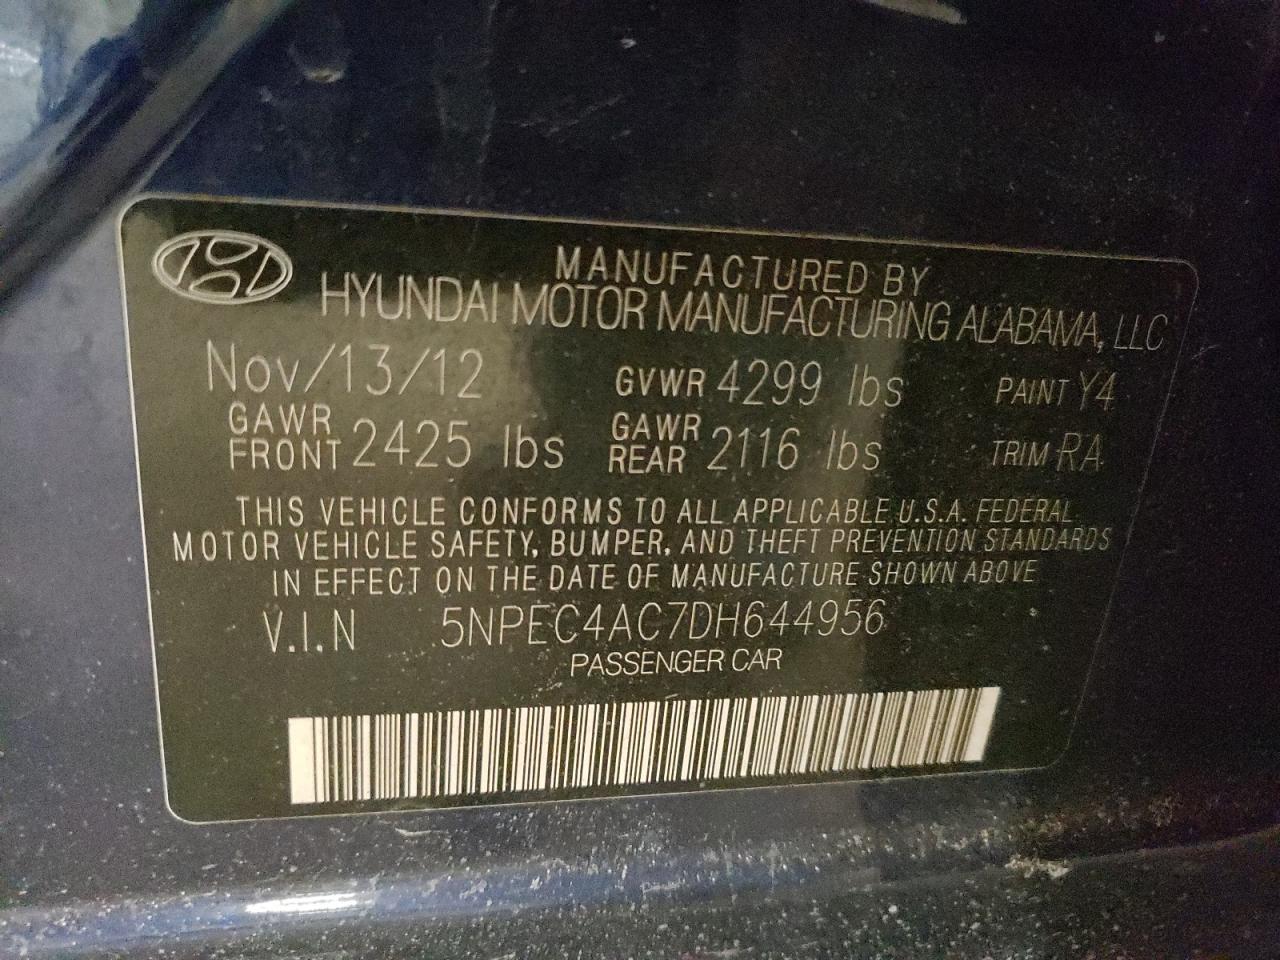 MANUFACTURED BY
HYUNDAI MOTOR MANUFACTURING ALABAMA, LLC
Nov/13/12 GVWR 4299 lbs PAINT Y4
GAWR FRONT 2425 lbs GAWR REAR 2116 lbs TRIM RA
THIS VEHICLE CONFORMS TO ALL APPLICABLE U.S.A. FEDERAL
MOTOR VEHICLE SAFETY, BUMPER, AND THEFT PREVENTION STANDARDS
IN EFFECT ON THE DATE OF MANUFACTURE SHOWN ABOVE
V.I.N 5NPEC4AC7DH644956
PASSENGER CAR